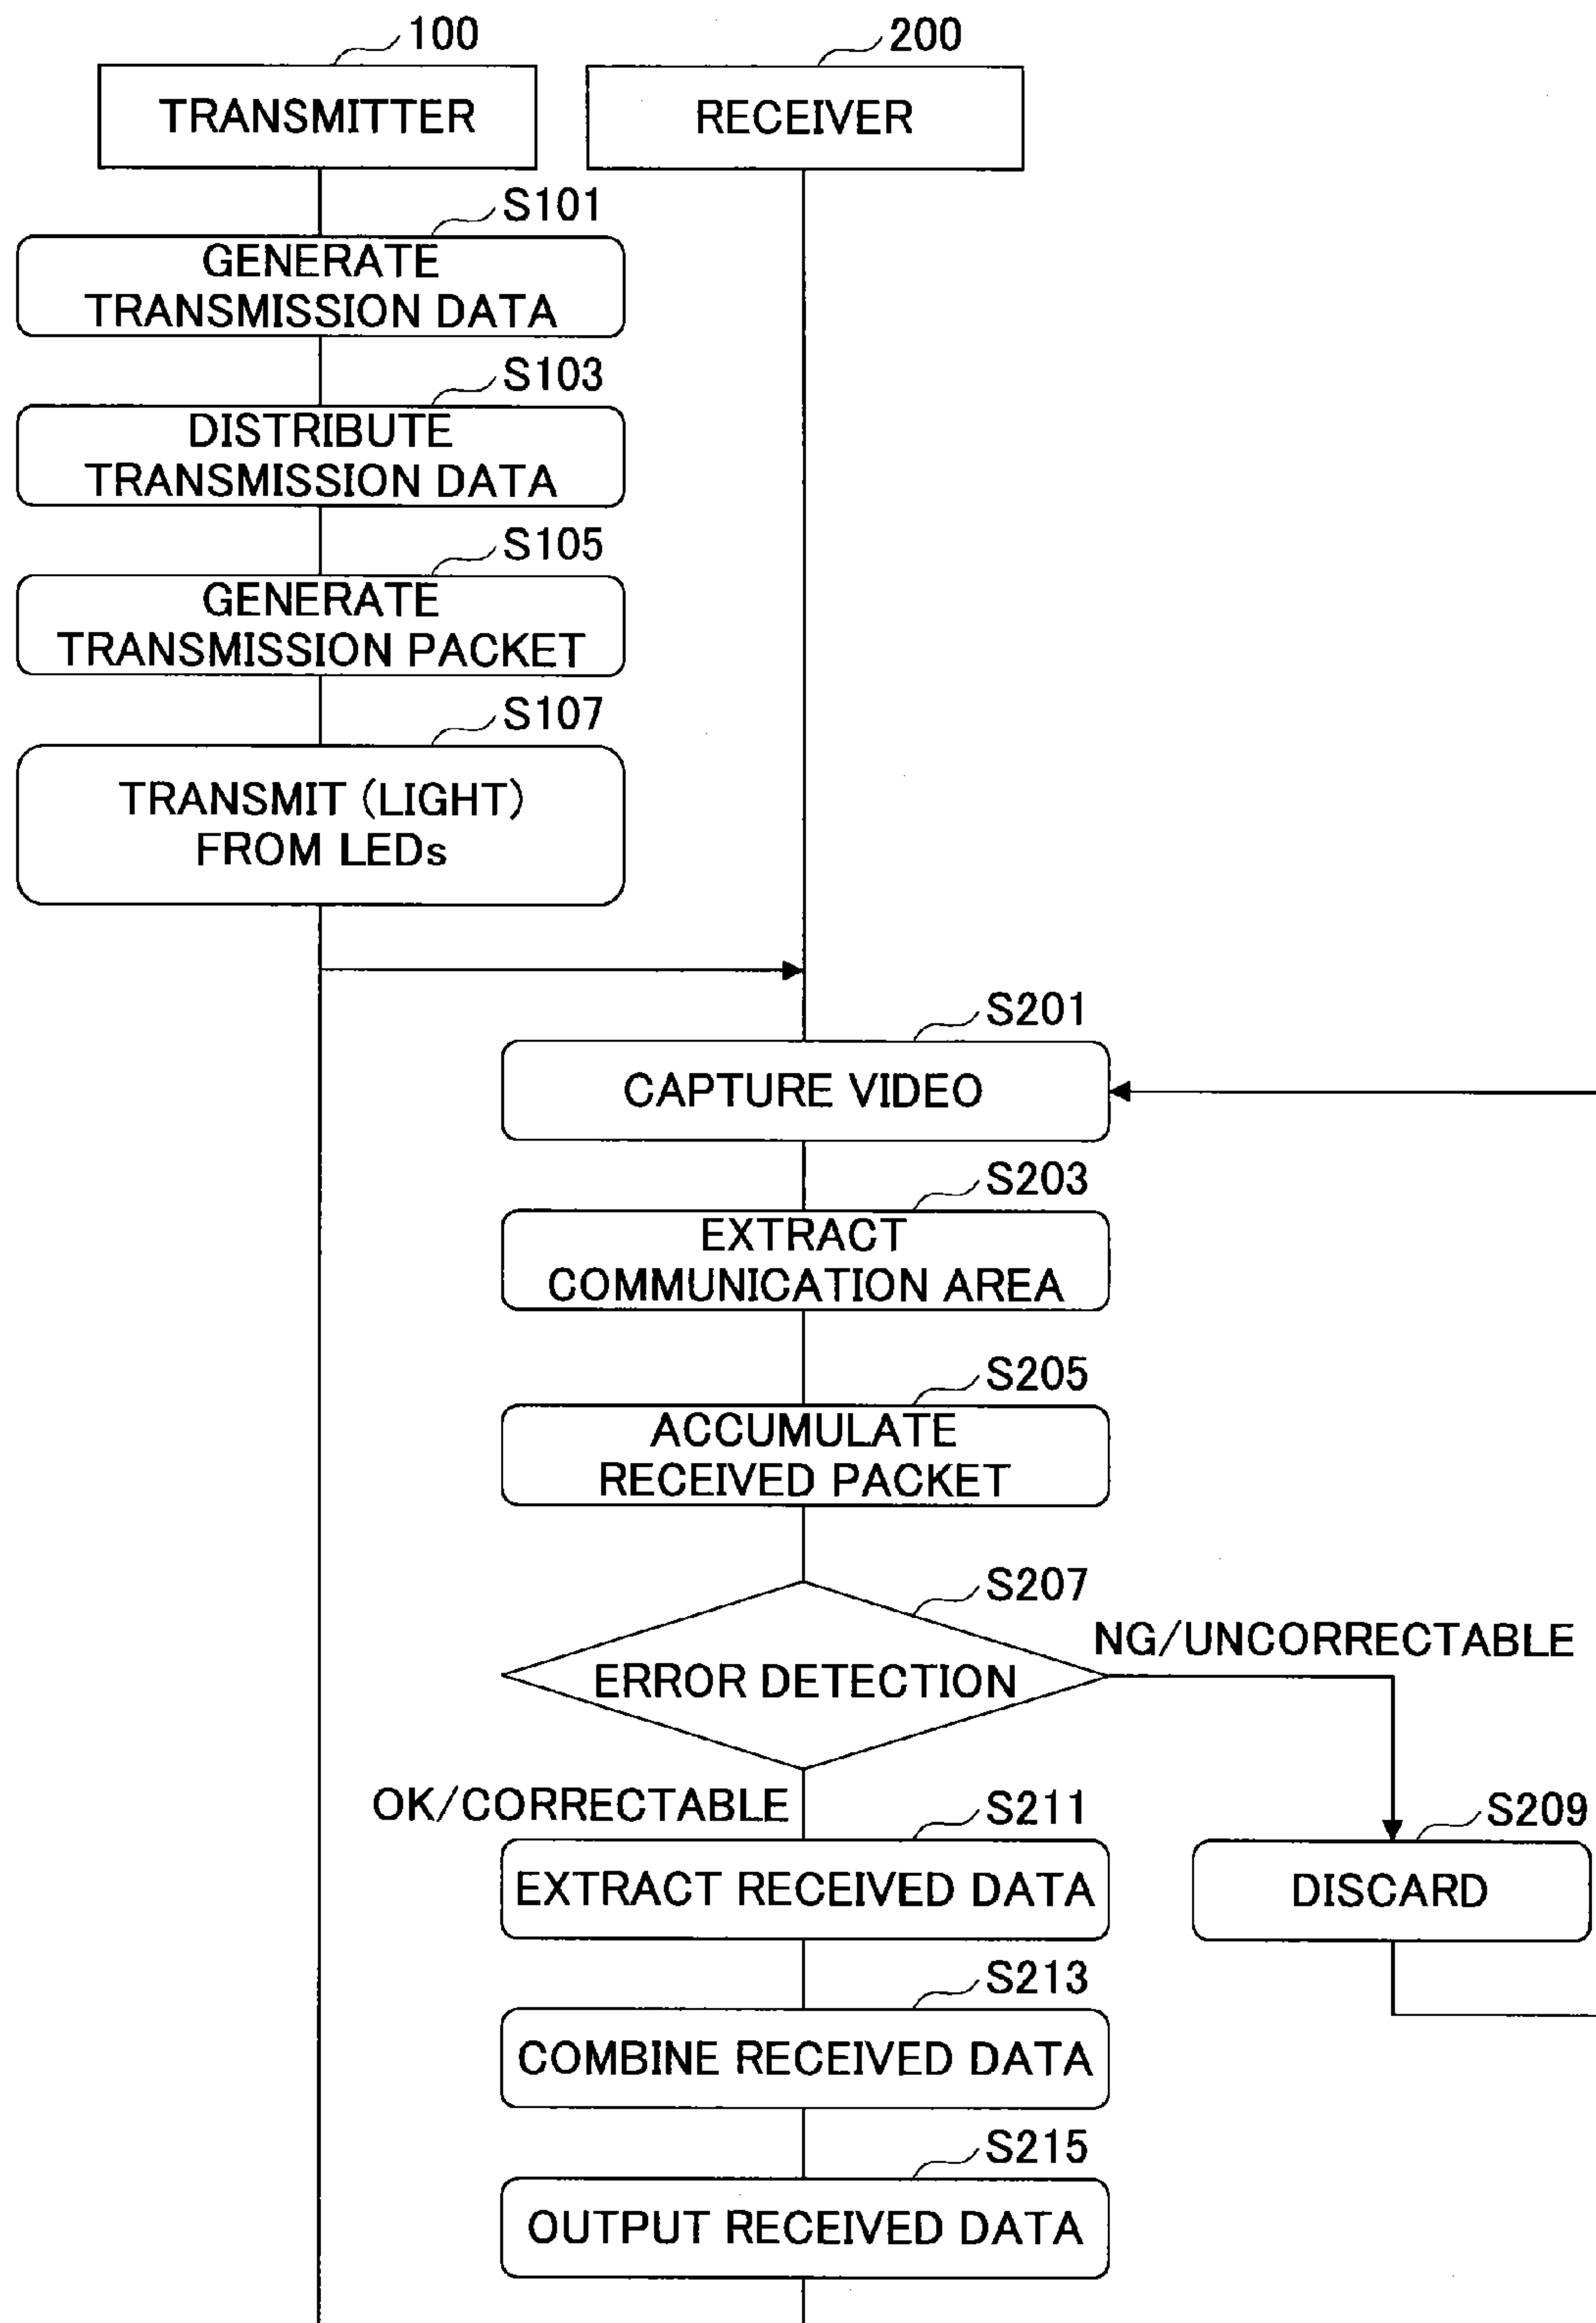 100
200
TRANSMITTER
RECEIVER
S101
GENERATE
TRANSMISSION DATA
S103
DISTRIBUTE
TRANSMISSION DATA
S105
GENERATE
TRANSMISSION PACKET
S107
TRANSMIT (LIGHT)
FROM LEDs
S201
CAPTURE VIDEO
S203
EXTRACT
COMMUNICATION AREA
S205
ACCUMULATE
RECEIVED PACKET
S207
NG/UNCORRECTABLE
ERROR DETECTION
OK/CORRECTABLE
S211
S209
EXTRACT RECEIVED DATA
DISCARD
S213
COMBINE RECEIVED DATA
S215
OUTPUT RECEIVED DATA